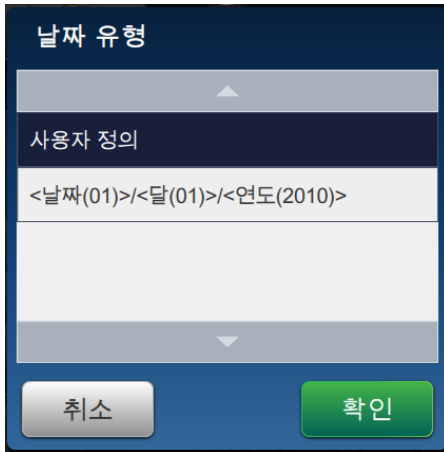 날짜 유형
사용자 정의
<날짜(01)>/<달(01)>/<연도(2010)>
취소
확인